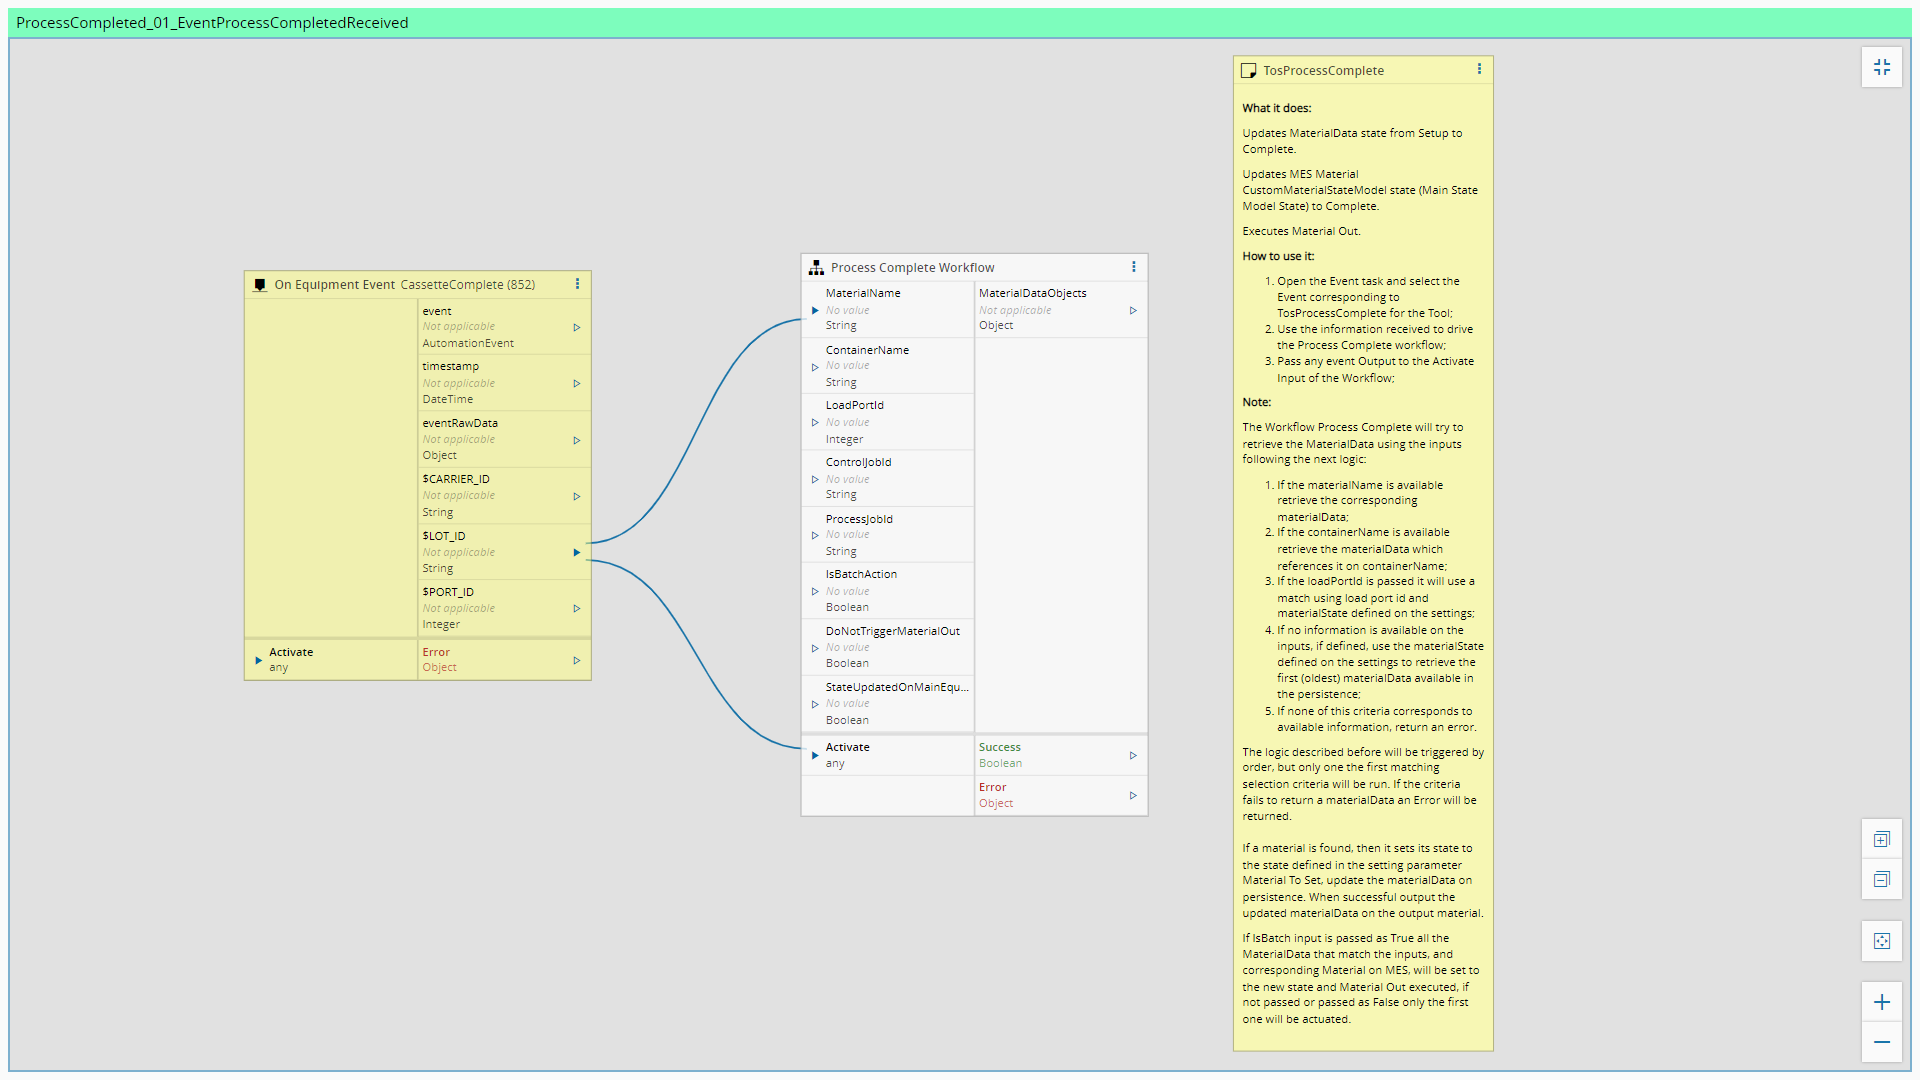 ProcessCompleted_01_EventProcessCompletedReceived
On Equipment Event CassetteComplete (852)
event
Not applicable
AutomationEvent
timestamp
Not applicable
DateTime
eventRawData
Not applicable
Object
$CARRIER_ID
Not applicable
String
$LOT_ID
Not applicable
String
$PORT_ID
Not applicable
Integer
Activate
any
Error
Object
Process Complete Workflow
MaterialName
No value
String
ContainerName
No value
String
LoadPortId
No value
Integer
ControlJobId
No value
String
ProcessJobId
No value
String
IsBatchAction
No value
Boolean
DoNotTriggerMaterialOut
No value
Boolean
StateUpdatedOnMainEqu...
No value
Boolean
MaterialDataObjects
Not applicable
Object
Activate
any
Success
Boolean
Error
Object
TosProcessComplete
What it does:
Updates MaterialData state from Setup to
Complete.
Updates MES Material
CustomMaterialStateModel state (Main State
Model State) to Complete.
Executes Material Out.
How to use it:
1. Open the Event task and select the
Event corresponding to
TosProcessComplete for the Tool;
2. Use the information received to drive
the Process Complete workflow;
3. Pass any event Output to the Activate
Input of the Workflow;
Note:
The Workflow Process Complete will try to
retrieve the MaterialData using the inputs
following the next logic:
1. If the materialName is available
retrieve the corresponding
materialData;
2. If the containerName is available
retrieve the materialData which
references it on containerName;
3. If the loadPortId is passed it will use a
match using load port id and
materialState defined on the settings;
4. If no information is available on the
inputs, if defined, use the materialState
defined on the settings to retrieve the
first (oldest) materialData available in
the persistence;
5. If none of this criteria corresponds to
available information, return an error.
The logic described before will be triggered by
order, but only one the first matching
selection criteria will be run. If the criteria
fails to return a materialData an Error will be
returned.
If a material is found, then it sets its state to
the state defined in the setting parameter
Material To Set, update the materialData on
persistence. When successful output the
updated materialData on the output material.
If IsBatch input is passed as True all the
MaterialData that match the inputs, and
corresponding Material on MES, will be set to
the new state and Material Out executed, if
not passed or passed as False only the first
one will be actuated.